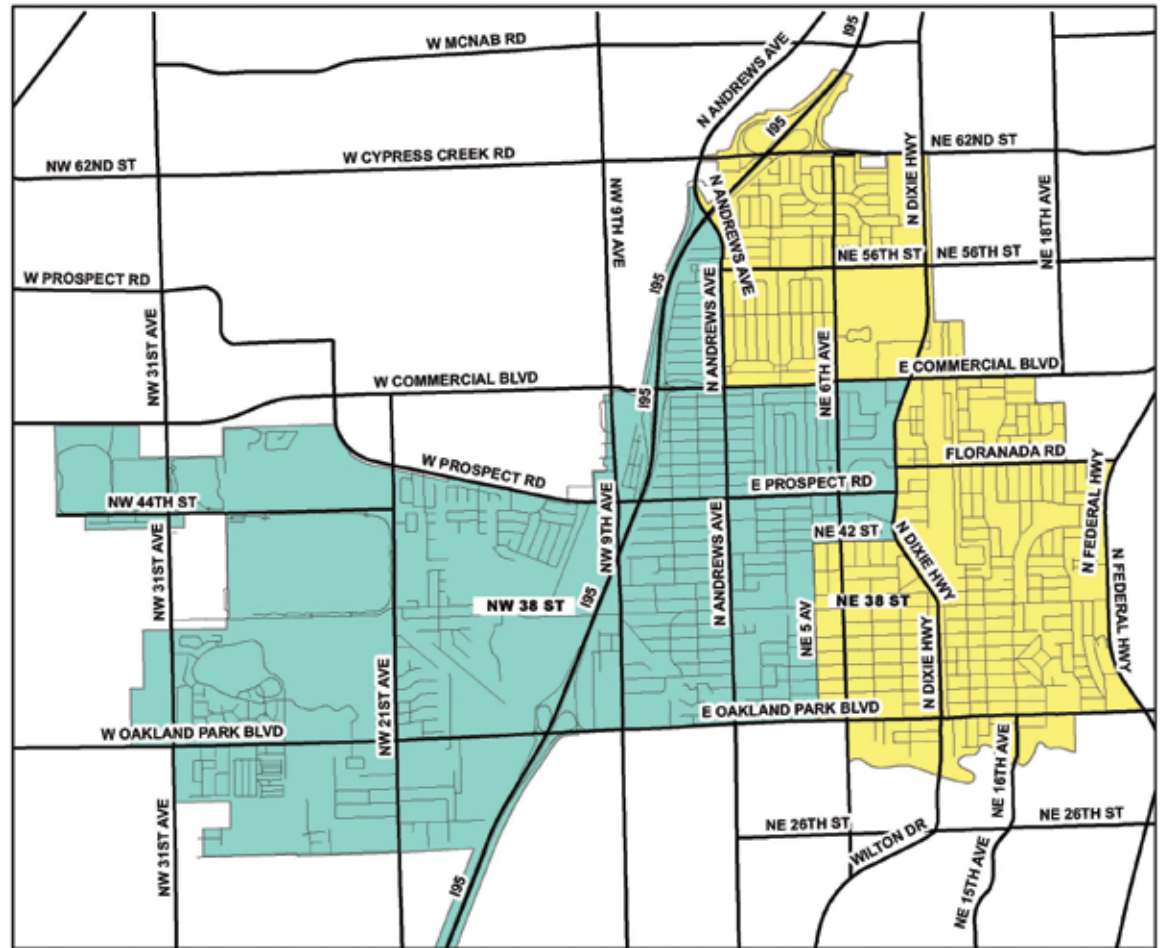 I95
W MCNAB RD
N ANDREWS AVE
I95
NW 62ND ST
W CYPRESS CREEK RD
NE 62ND ST
N DIXIE HWY
NW 9TH AVE
N ANDREWS AVE
NE 18TH AVE
NE 56TH ST
NE 56TH ST
W PROSPECT RD
I95
NW 31ST AVE
N ANDREWS AVE
NE 6TH AVE
E COMMERCIAL BLVD
W COMMERCIAL BLVD
I95
FLORANADA RD
W PROSPECT RD
E PROSPECT RD
NW 44TH ST
NW 9TH AVE
N ANDREWS AVE
NE 42 ST
N DIXIE HWY
N FEDERAL HWY
N FEDERAL HWY
NW 31ST AVE
NW 38 ST
I95
NE 5 AV
NE 38 ST
N DIXIE HWY
NW 21ST AVE
E OAKLAND PARK BLVD
W OAKLAND PARK BLVD
NE 16TH AVE
NW 31ST AVE
I95
NE 26TH ST
NE 26TH ST
WILTON DR
NE 15TH AVE